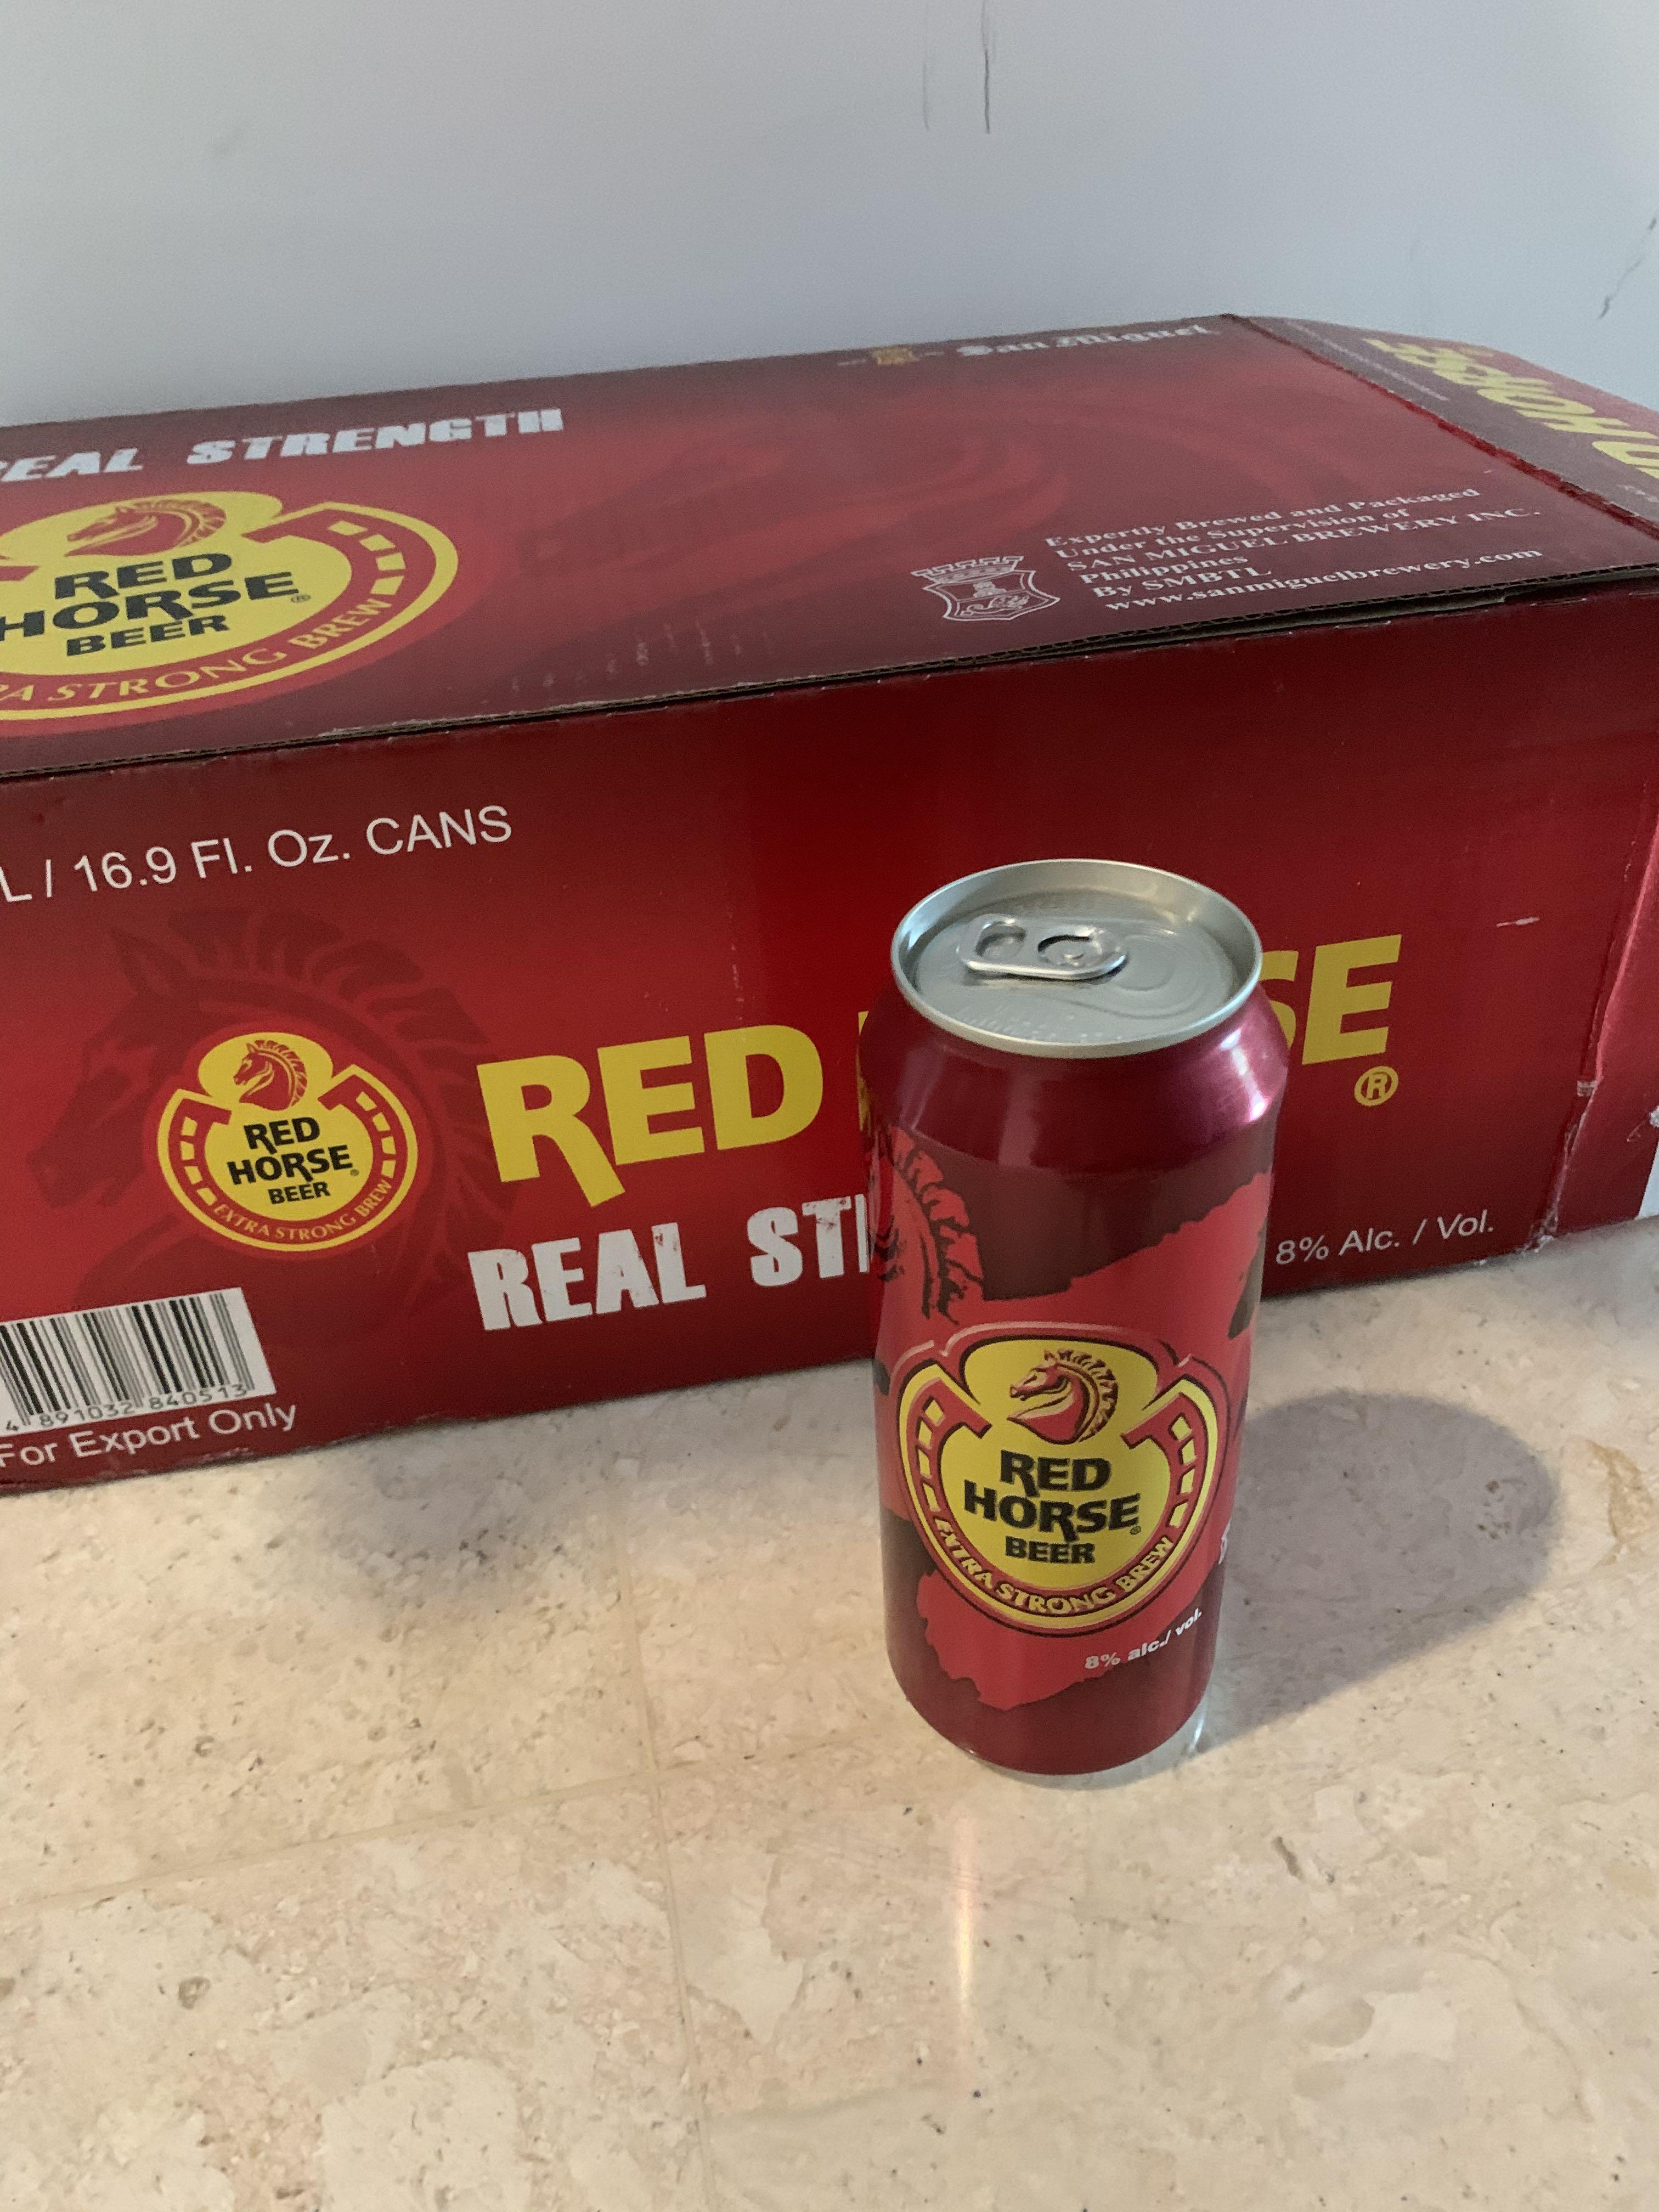 San Miguel
REAL STRENGTH
RED
HORSE®
BEER
STRONG BREW
Expertly Brewed and Packaged
Under the Supervision of
SAN MIGUEL BREWERY INC.
Philippines
By SMBTL
www.sanmiguelbrewery.com
L / 16.9 Fl. Oz. CANS
RED
®
RED
HORSE®
BEER
EXTRA STRONG BREW
REAL
8% Alc. / Vol.
4 891032 840513
For Export Only
RED
HORSE®
BEER
EXTRA STRONG BREW
8% alc./ vol.